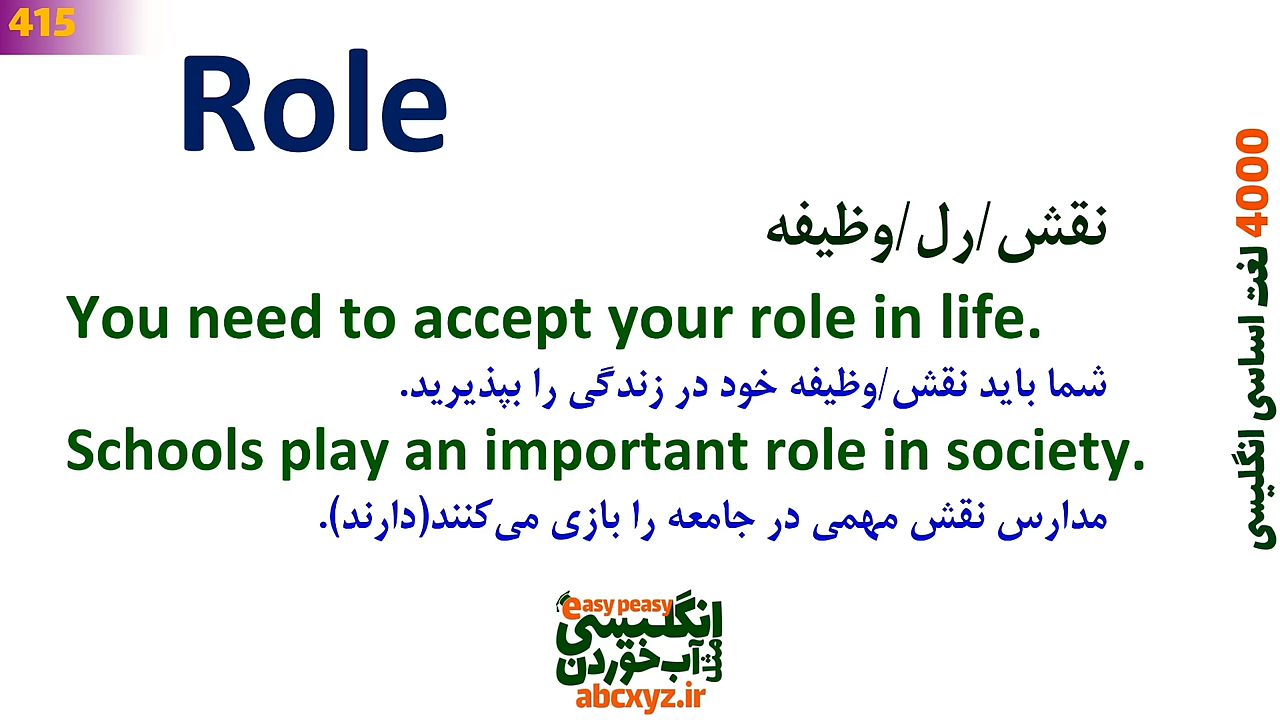 415
Role
نقش/رل/وظیفه
You need to accept your role in life.
شما باید نقش/وظیفه خود در زندگی را بپذیرید.
Schools play an important role in society.
مدارس نقش مهمی در جامعه را بازی می‌کنند(دارند).
4000 لغت اساسی انگلیسی
easy peasy
انگلیسی
مثل آب خوردن
abcxyz.ir